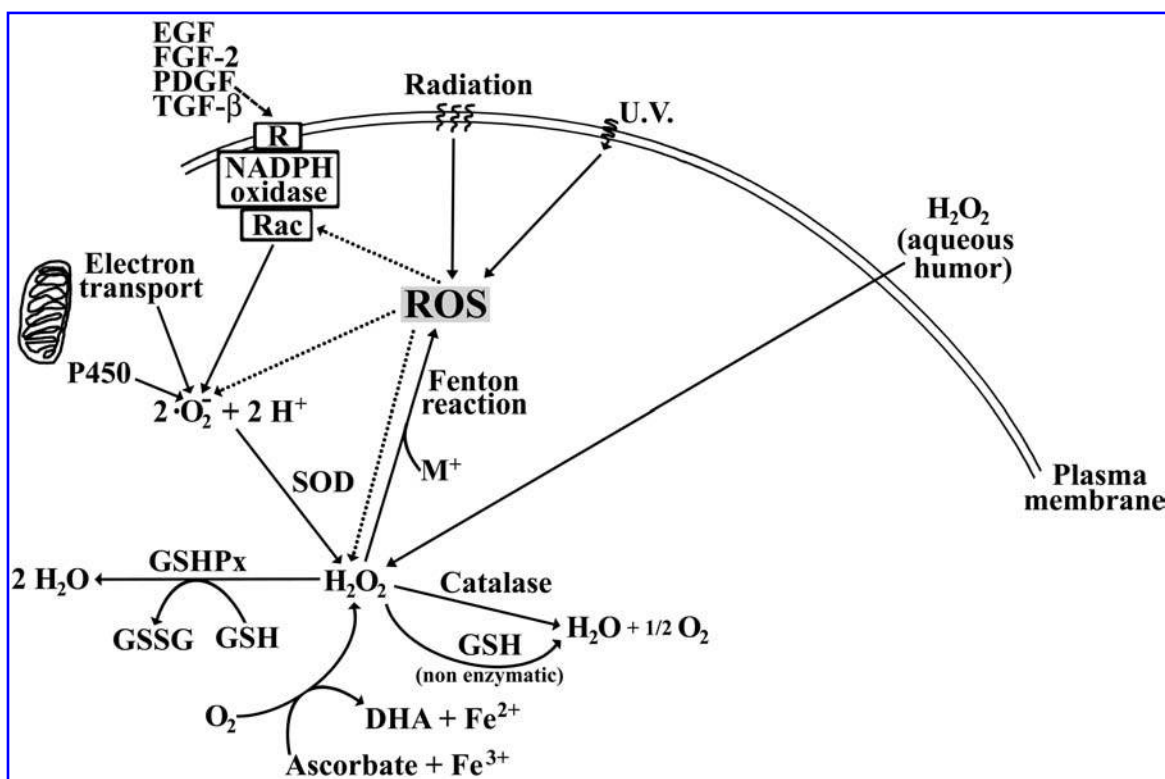 EGF
FGF-2
PDGF
TGF-β
R
NADPH
oxidase
Rac
Radiation
U.V.
H₂O₂
(aqueous
humor)
Electron
transport
ROS
P450
2 ·O₂⁻ + 2 H⁺
Fenton
reaction
M⁺
SOD
Plasma
membrane
2 H₂O
GSHPx
H₂O₂
Catalase
GSSG
GSH
GSH
(non enzymatic)
H₂O + 1/2 O₂
O₂
DHA + Fe²⁺
Ascorbate + Fe³⁺